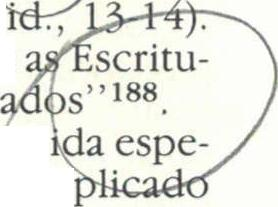 id., 13-14).
as Escritu-
ados”¹⁸⁸.
ida espe-
plicado